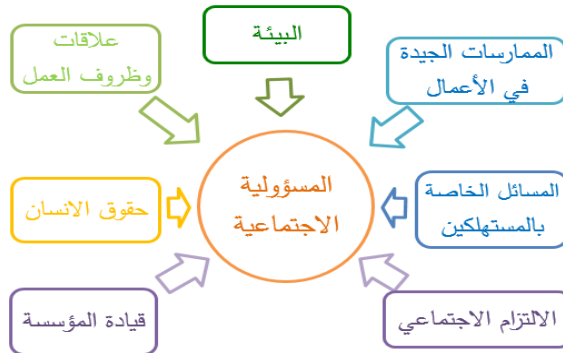 البيئة
الممارسات الجيدة
في الأعمال
علاقات
وظروف العمل
المسؤولية
الاجتماعية
المسائل الخاصة
بالمستهلكين
حقوق الانسان
الالتزام الاجتماعي
قيادة المؤسسة